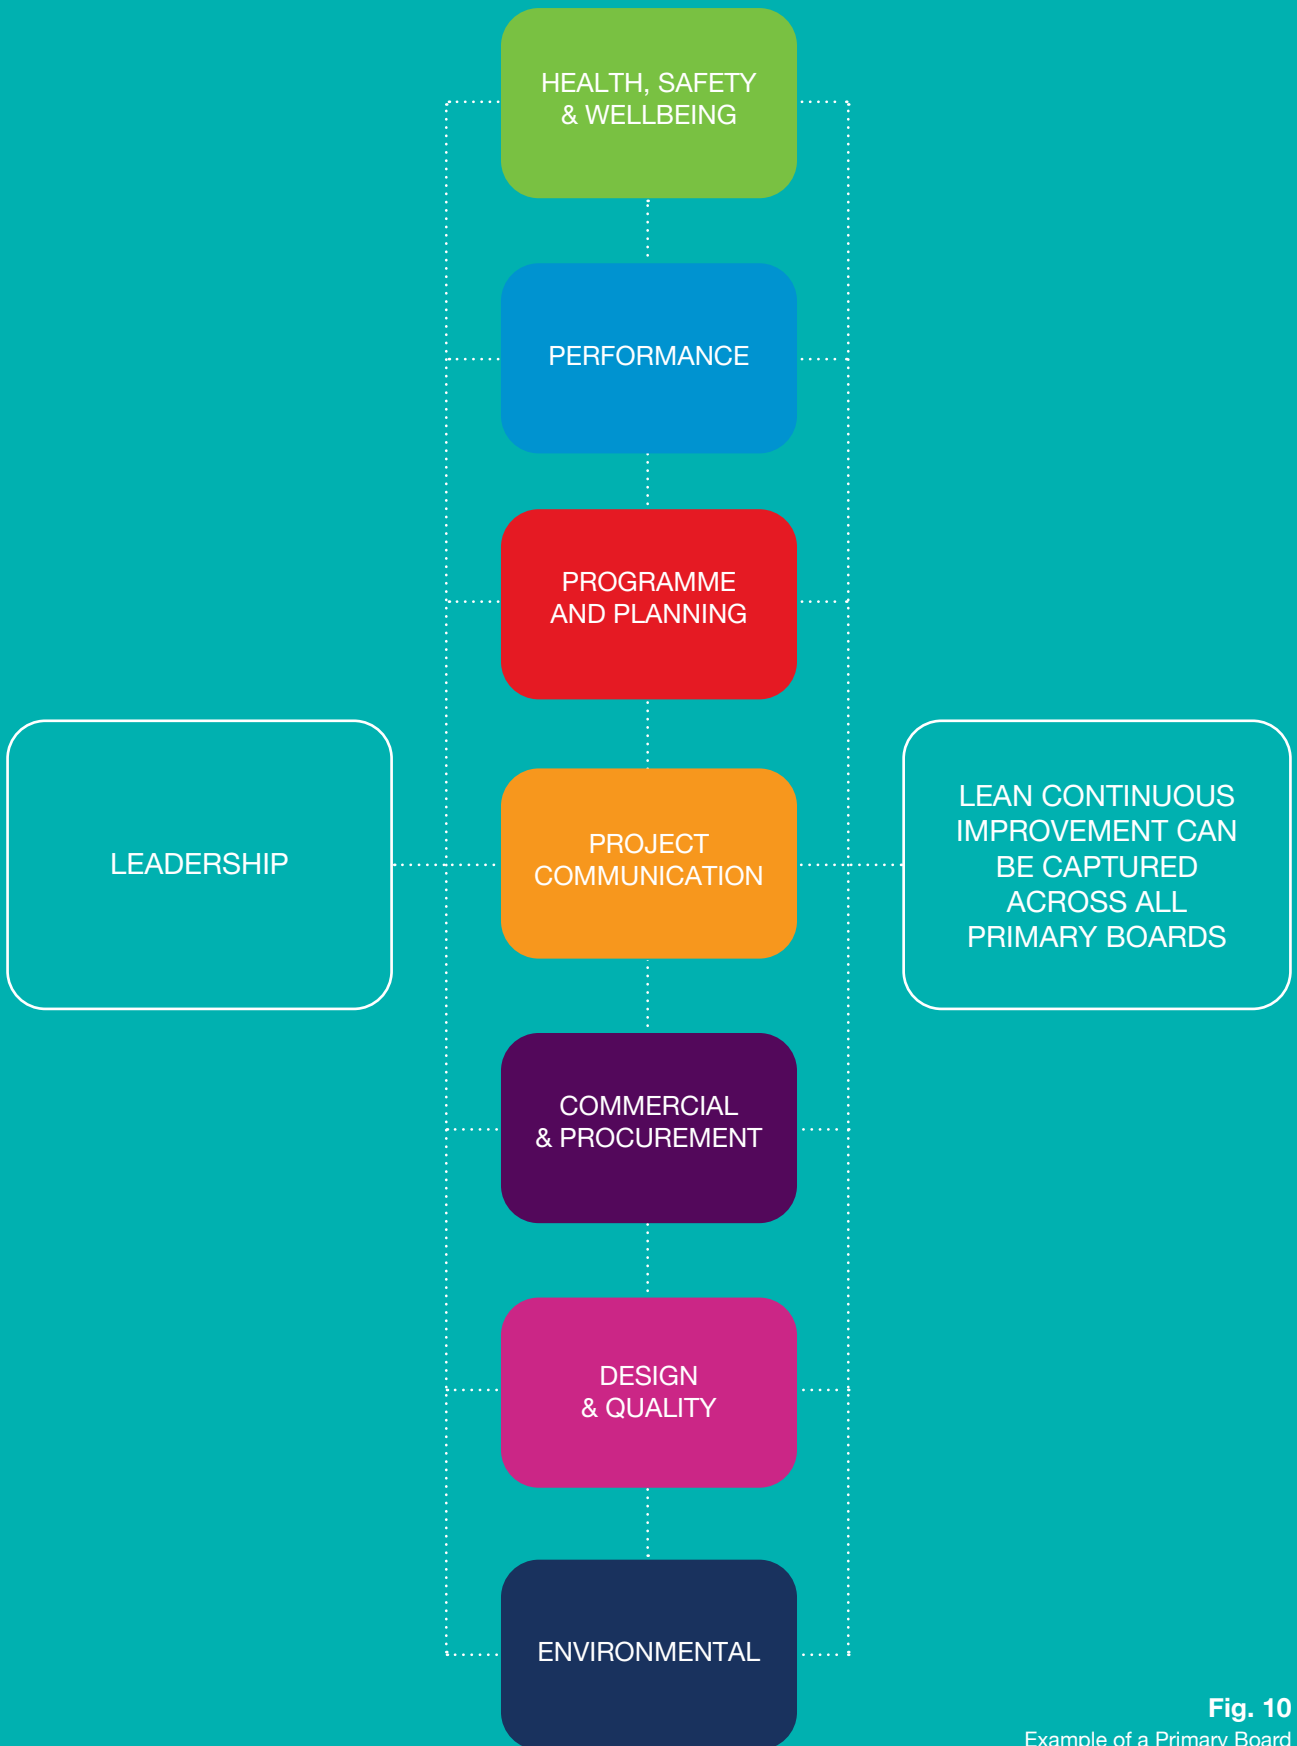 HEALTH, SAFETY
& WELLBEING
PERFORMANCE
PROGRAMME
AND PLANNING
LEADERSHIP
PROJECT
COMMUNICATION
LEAN CONTINUOUS
IMPROVEMENT CAN
BE CAPTURED
ACROSS ALL
PRIMARY BOARDS
COMMERCIAL
& PROCUREMENT
DESIGN
& QUALITY
ENVIRONMENTAL
Fig. 10
Example of a Primary Board